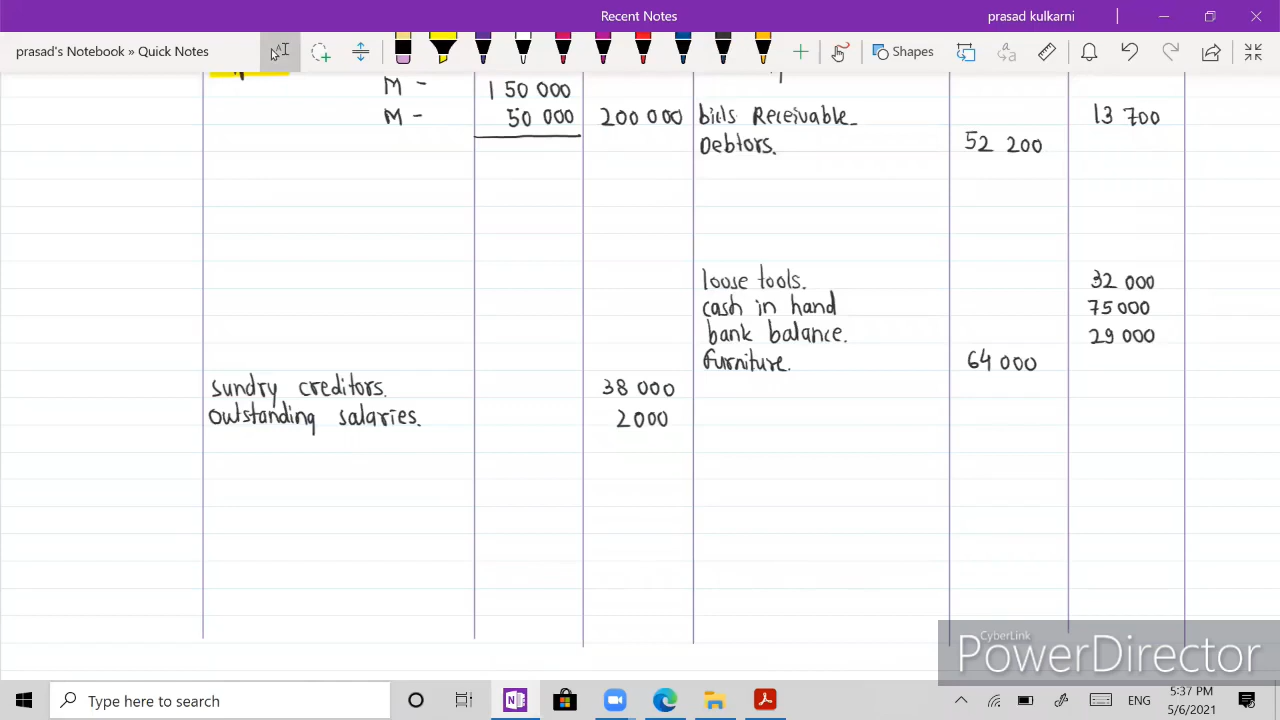 Recent Notes
prasad kulkarni
prasad's Notebook » Quick Notes
Shapes
M - 1 50 000
M - 50 000 200 000 bills Receivable 13 700
Debtors. 52 200
loose tools. 32 000
cash in hand 75 000
bank balance. 29 000
furniture. 64 000
sundry creditors. 38 000
outstanding salaries. 2000
CyberLink
PowerDirector
Type here to search
ENG
5:37 PM
5/6/2021